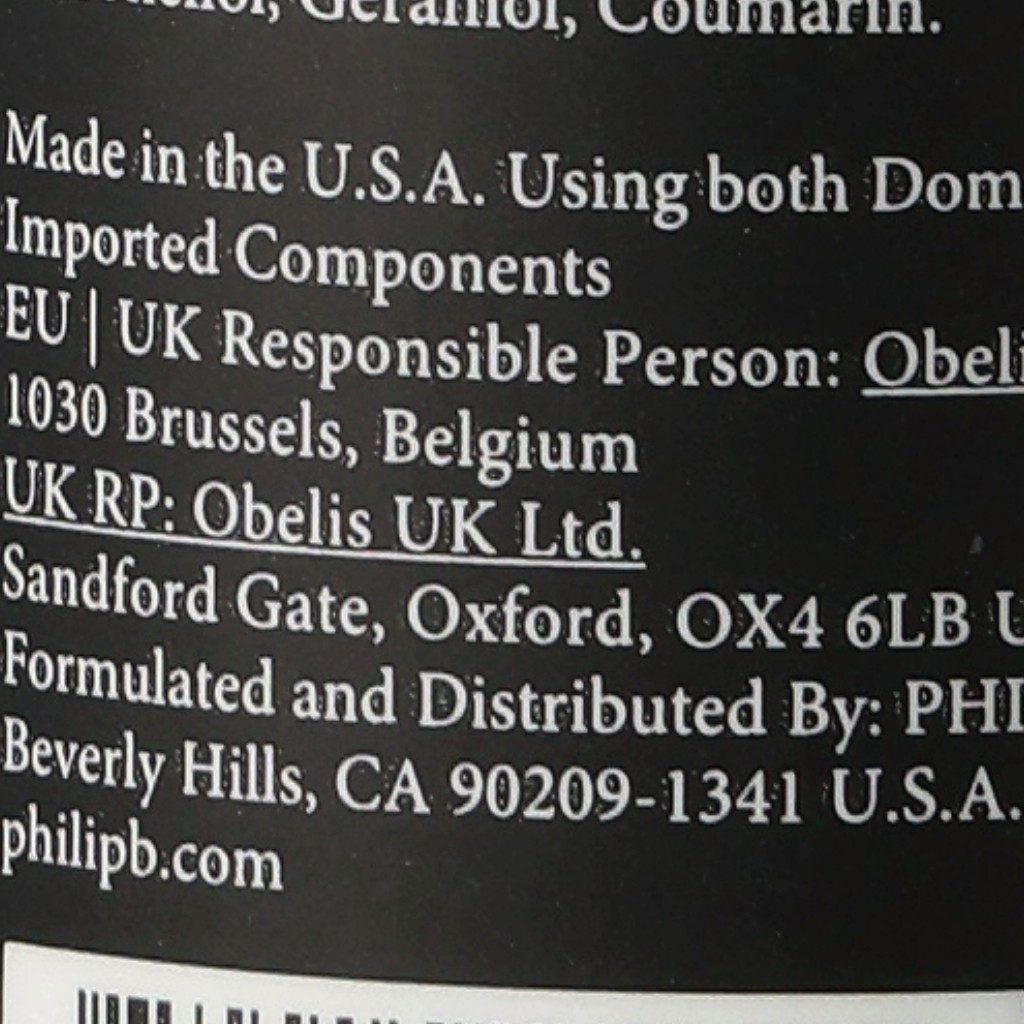 Geraniol, Coumarin.
Made in the U.S.A. Using both Dom
Imported Components
EU | UK Responsible Person: Obeli
1030 Brussels, Belgium
UK RP: Obelis UK Ltd.
Sandford Gate, Oxford, OX4 6LB U
Formulated and Distributed By: PHI
Beverly Hills, CA 90209-1341 U.S.A.
philipb.com